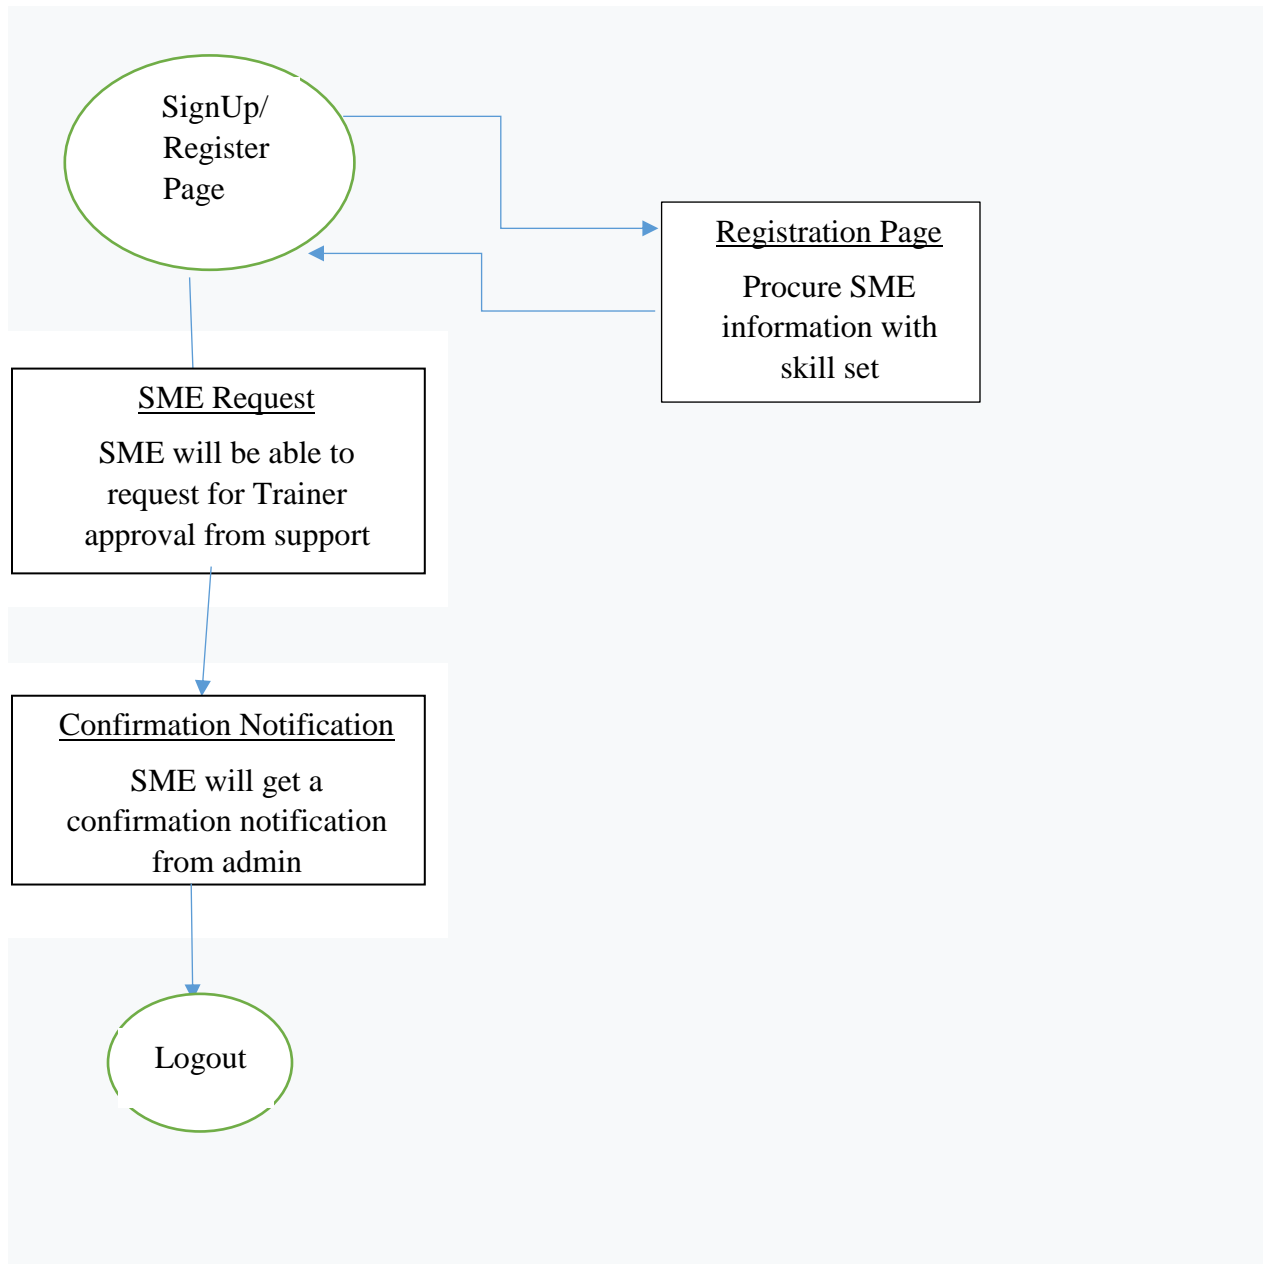 SignUp/
Register
Page
Registration Page
Procure SME
information with
skill set
SME Request
SME will be able to
request for Trainer
approval from support
Confirmation Notification
SME will get a
confirmation notification
from admin
Logout